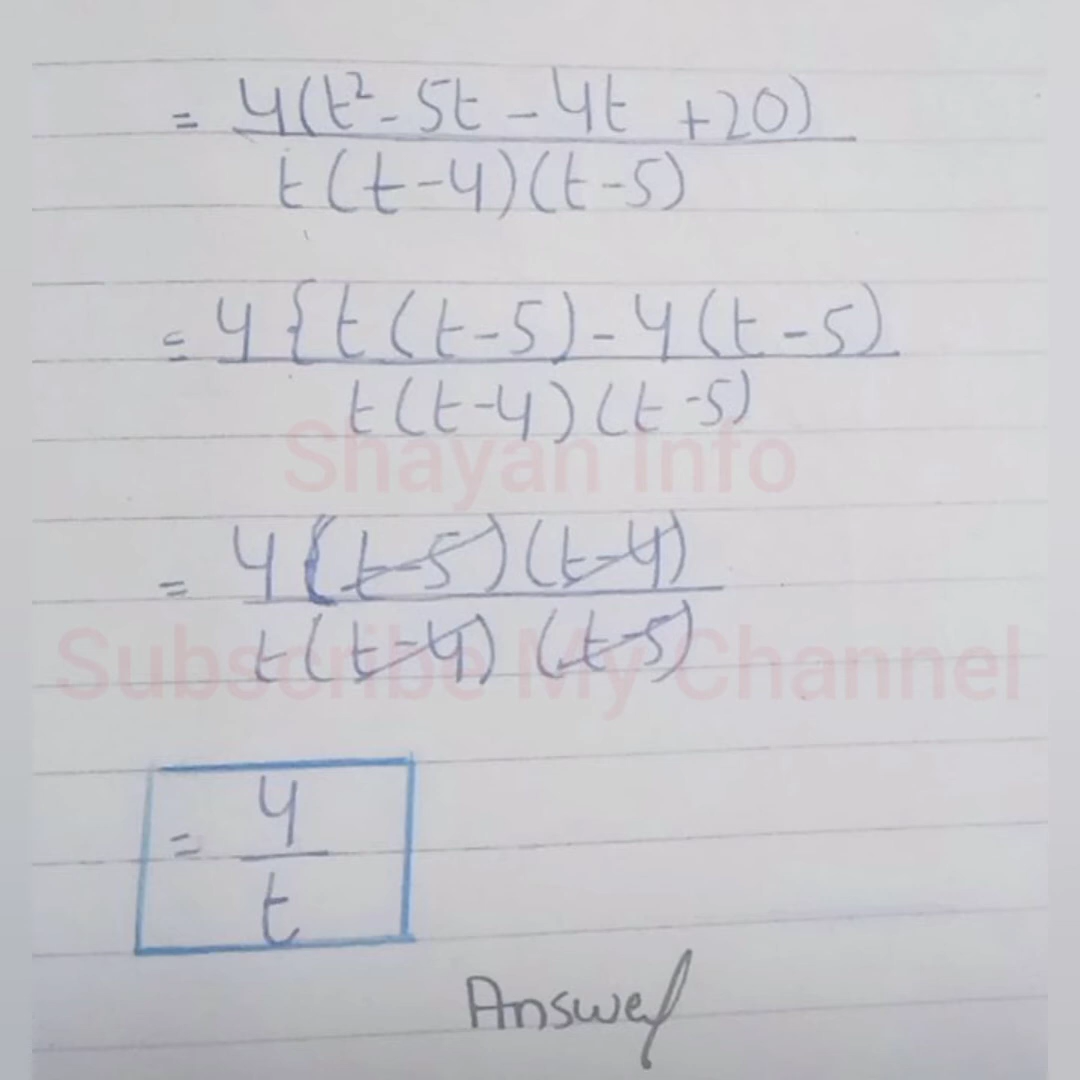 = 4(t² - 5t - 4t + 20)
t(t-4)(t-5)
= 4{t(t-5)-4(t-5)
t(t-4)(t-5)
Shayan Info
= 4(t-5)(t-4)
t(t-4)(t-5)
Subscribe My Channel
= 4
t
Answer